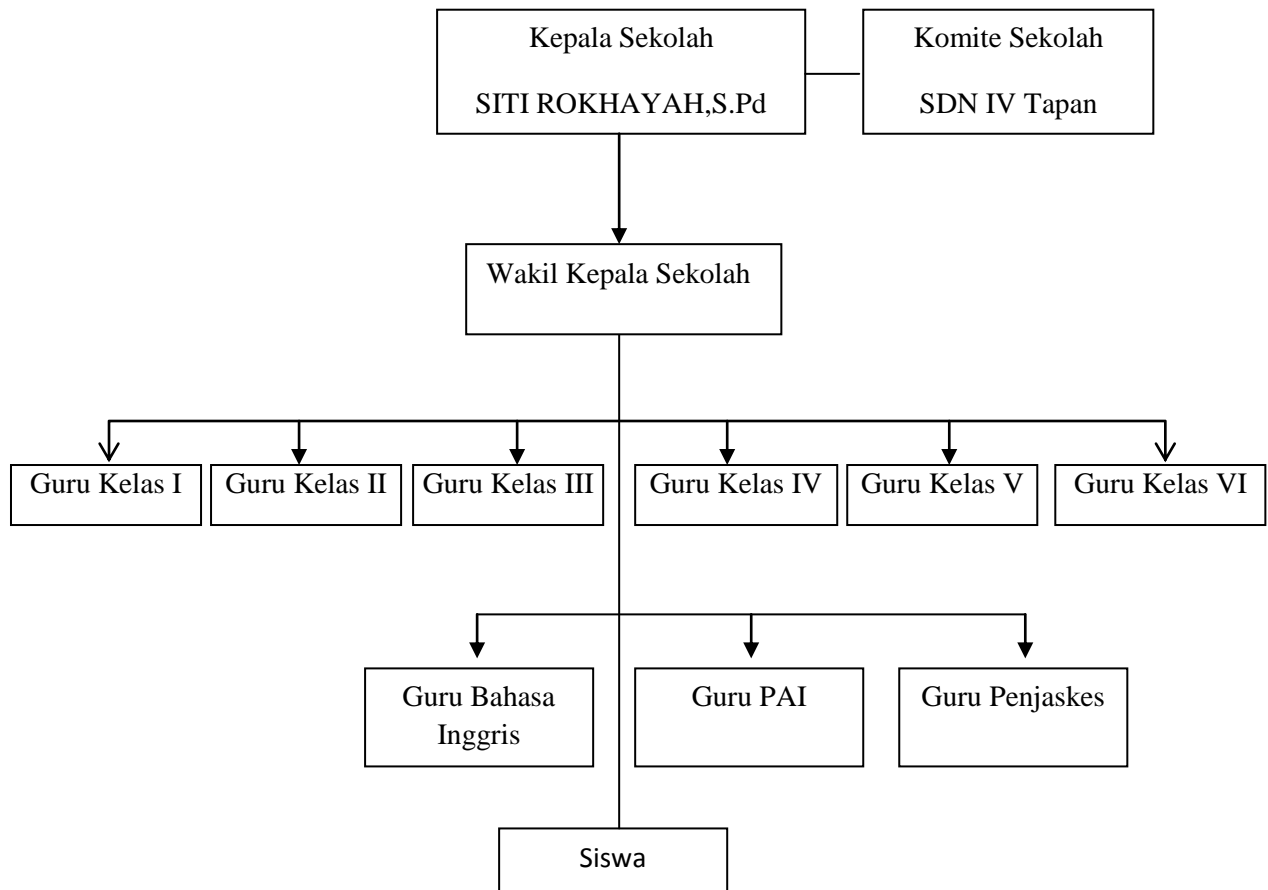 Kepala Sekolah
SITI ROKHAYAH,S.Pd
Komite Sekolah
SDN IV Tapan
Wakil Kepala Sekolah
Guru Kelas I
Guru Kelas II
Guru Kelas III
Guru Kelas IV
Guru Kelas V
Guru Kelas VI
Guru Bahasa
Inggris
Guru PAI
Guru Penjaskes
Siswa